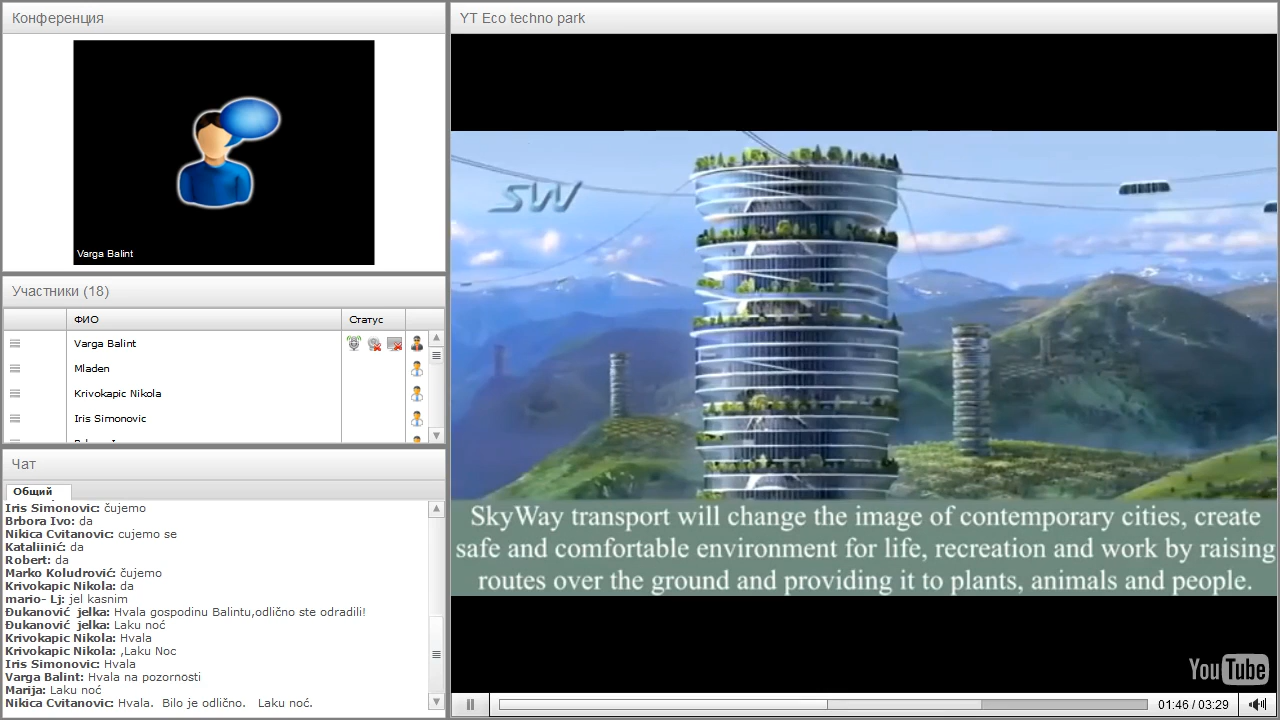 Конференция
Varga Balint
Участники (18)
ФИО
Статус
Varga Balint
Mladen
Krivokapic Nikola
Iris Simonovic
Чат
Общий
Iris Simonovic: čujemo
Brbora Ivo: da
Nikica Cvitanovic: cujemo se
Kataliinić: da
Robert: da
Marko Koludrović: čujemo
Krivokapic Nikola: da
mario- Lj: jel kasnim
Đukanović jelka: Hvala gospodinu Balintu,odlično ste odradili!
Đukanović jelka: Laku noć
Krivokapic Nikola: Hvala
Krivokapic Nikola: ,Laku Noc
Iris Simonovic: Hvala
Varga Balint: Hvala na pozornosti
Marija: Laku noć
Nikica Cvitanovic: Hvala. BIlo je odlično. Laku noć.
YT Eco techno park
SW
SkyWay transport will change the image of contemporary cities, create
safe and comfortable environment for life, recreation and work by raising
routes over the ground and providing it to plants, animals and people.
YouTube
01:46 / 03:29